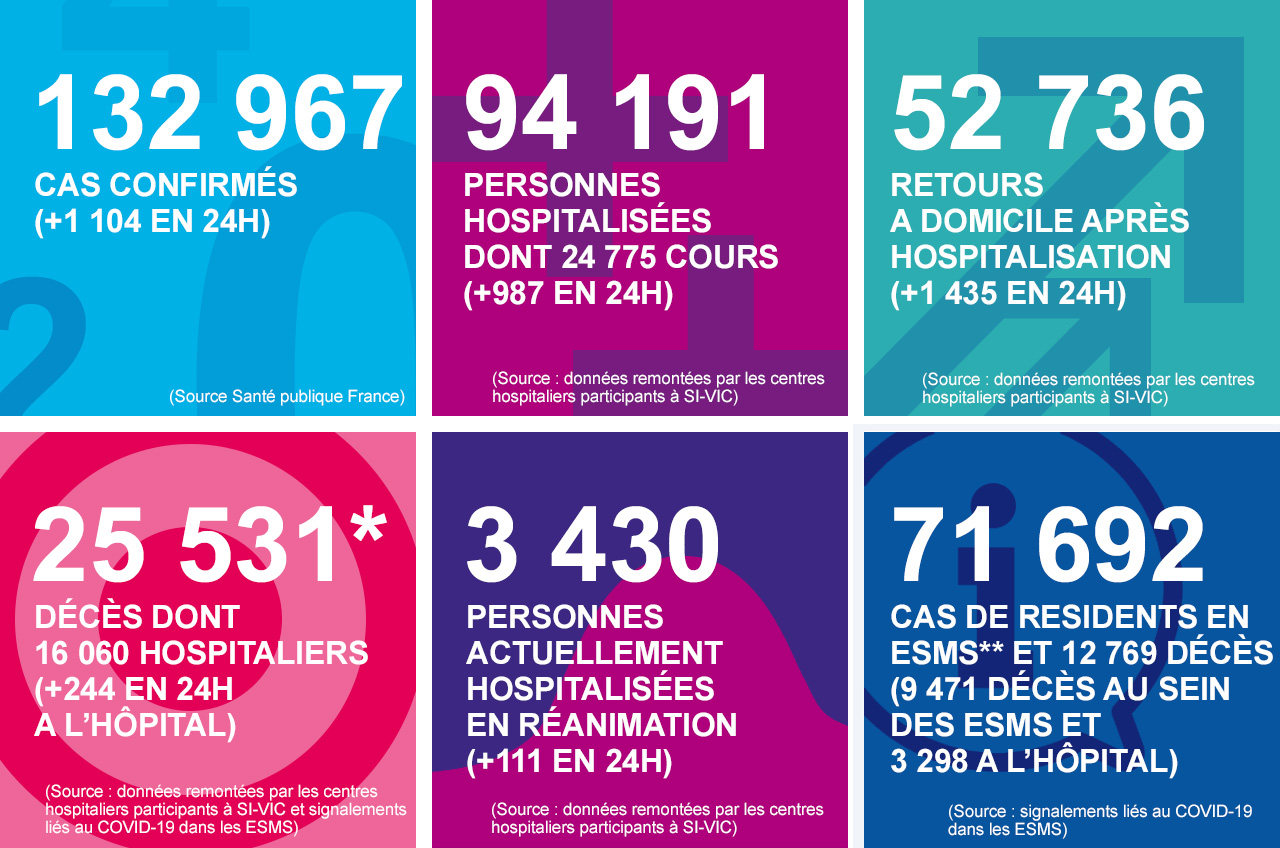 132 967
CAS CONFIRMÉS
(+1 104 EN 24H)
(Source Santé publique France)
94 191
PERSONNES
HOSPITALISÉES
DONT 24 775 COURS
(+987 EN 24H)
(Source : données remontées par les centres
hospitaliers participants à SI-VIC)
52 736
RETOURS
A DOMICILE APRÈS
HOSPITALISATION
(+1 435 EN 24H)
(Source : données remontées par les centres
hospitaliers participants à SI-VIC)
25 531*
DÉCÈS DONT
16 060 HOSPITALIERS
(+244 EN 24H
A L’HÔPITAL)
(Source : données remontées par les centres
hospitaliers participants à SI-VIC et signalements
liés au COVID-19 dans les ESMS)
3 430
PERSONNES
ACTUELLEMENT
HOSPITALISÉES
EN RÉANIMATION
(+111 EN 24H)
(Source : données remontées par les centres
hospitaliers participants à SI-VIC)
71 692
CAS DE RESIDENTS EN
ESMS** ET 12 769 DÉCÈS
(9 471 DÉCÈS AU SEIN
DES ESMS ET
3 298 A L’HÔPITAL)
(Source : signalements liés au COVID-19
dans les ESMS)